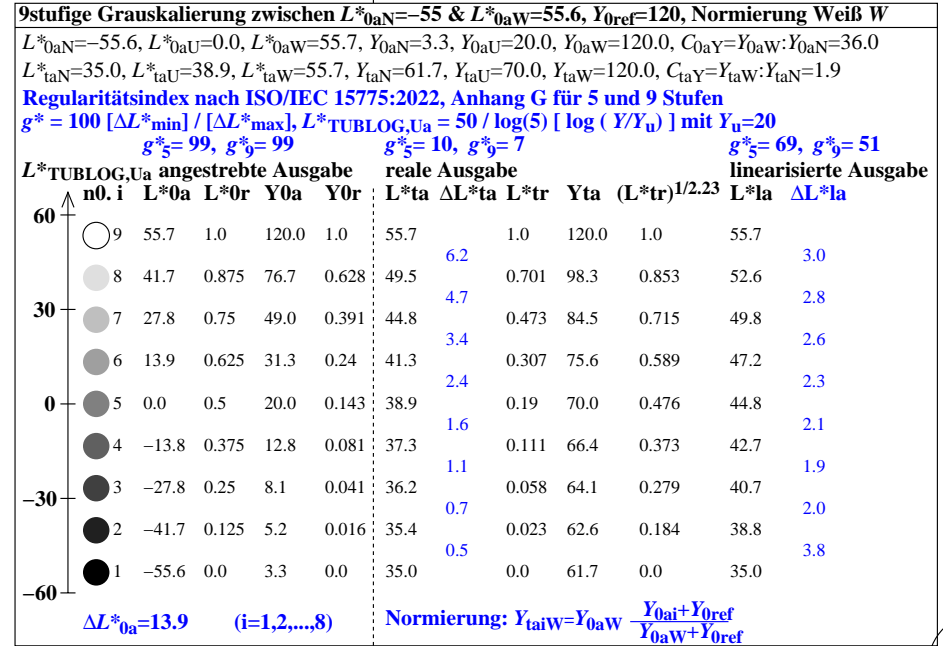 9stufige Grauskalierung zwischen L*0aN=−55 & L*0aW=55.6, Y0ref=120, Normierung Weiß W
L*0aN=−55.6, L*0aU=0.0, L*0aW=55.7, Y0aN=3.3, Y0aU=20.0, Y0aW=120.0, C0aY=Y0aW:Y0aN=36.0
L*taN=35.0, L*taU=38.9, L*taW=55.7, YtaN=61.7, YtaU=70.0, YtaW=120.0, CtaY=YtaW:YtaN=1.9
Regularitätsindex nach ISO/IEC 15775:2022, Anhang G für 5 und 9 Stufen
g* = 100 [ΔL*min] / [ΔL*max], L*TUBLOG,Ua = 50 / log(5) [ log ( Y/Yu) ] mit Yu=20
g*5= 99, g*9= 99 g*5= 10, g*9= 7 g*5= 69, g*9= 51
L*TUBLOG,Ua angestrebte Ausgabe reale Ausgabe linearisierte Ausgabe
n0. i L*0a L*0r Y0a Y0r L*ta ΔL*ta L*tr Yta (L*tr)1/2.23 L*la ΔL*la
60
9 55.7 1.0 120.0 1.0 55.7 1.0 120.0 1.0 55.7
6.2 3.0
8 41.7 0.875 76.7 0.628 49.5 0.701 98.3 0.853 52.6
4.7 2.8
30 7 27.8 0.75 49.0 0.391 44.8 0.473 84.5 0.715 49.8
3.4 2.6
6 13.9 0.625 31.3 0.24 41.3 0.307 75.6 0.589 47.2
2.4 2.3
0 5 0.0 0.5 20.0 0.143 38.9 0.19 70.0 0.476 44.8
1.6 2.1
4 −13.8 0.375 12.8 0.081 37.3 0.111 66.4 0.373 42.7
1.1 1.9
−30 3 −27.8 0.25 8.1 0.041 36.2 0.058 64.1 0.279 40.7
0.7 2.0
2 −41.7 0.125 5.2 0.016 35.4 0.023 62.6 0.184 38.8
0.5 3.8
1 −55.6 0.0 3.3 0.0 35.0 0.0 61.7 0.0 35.0
−60
ΔL*0a=13.9 (i=1,2,...,8) Normierung: YtaiW=Y0aW Y0ai+Y0ref
Y0aW+Y0ref